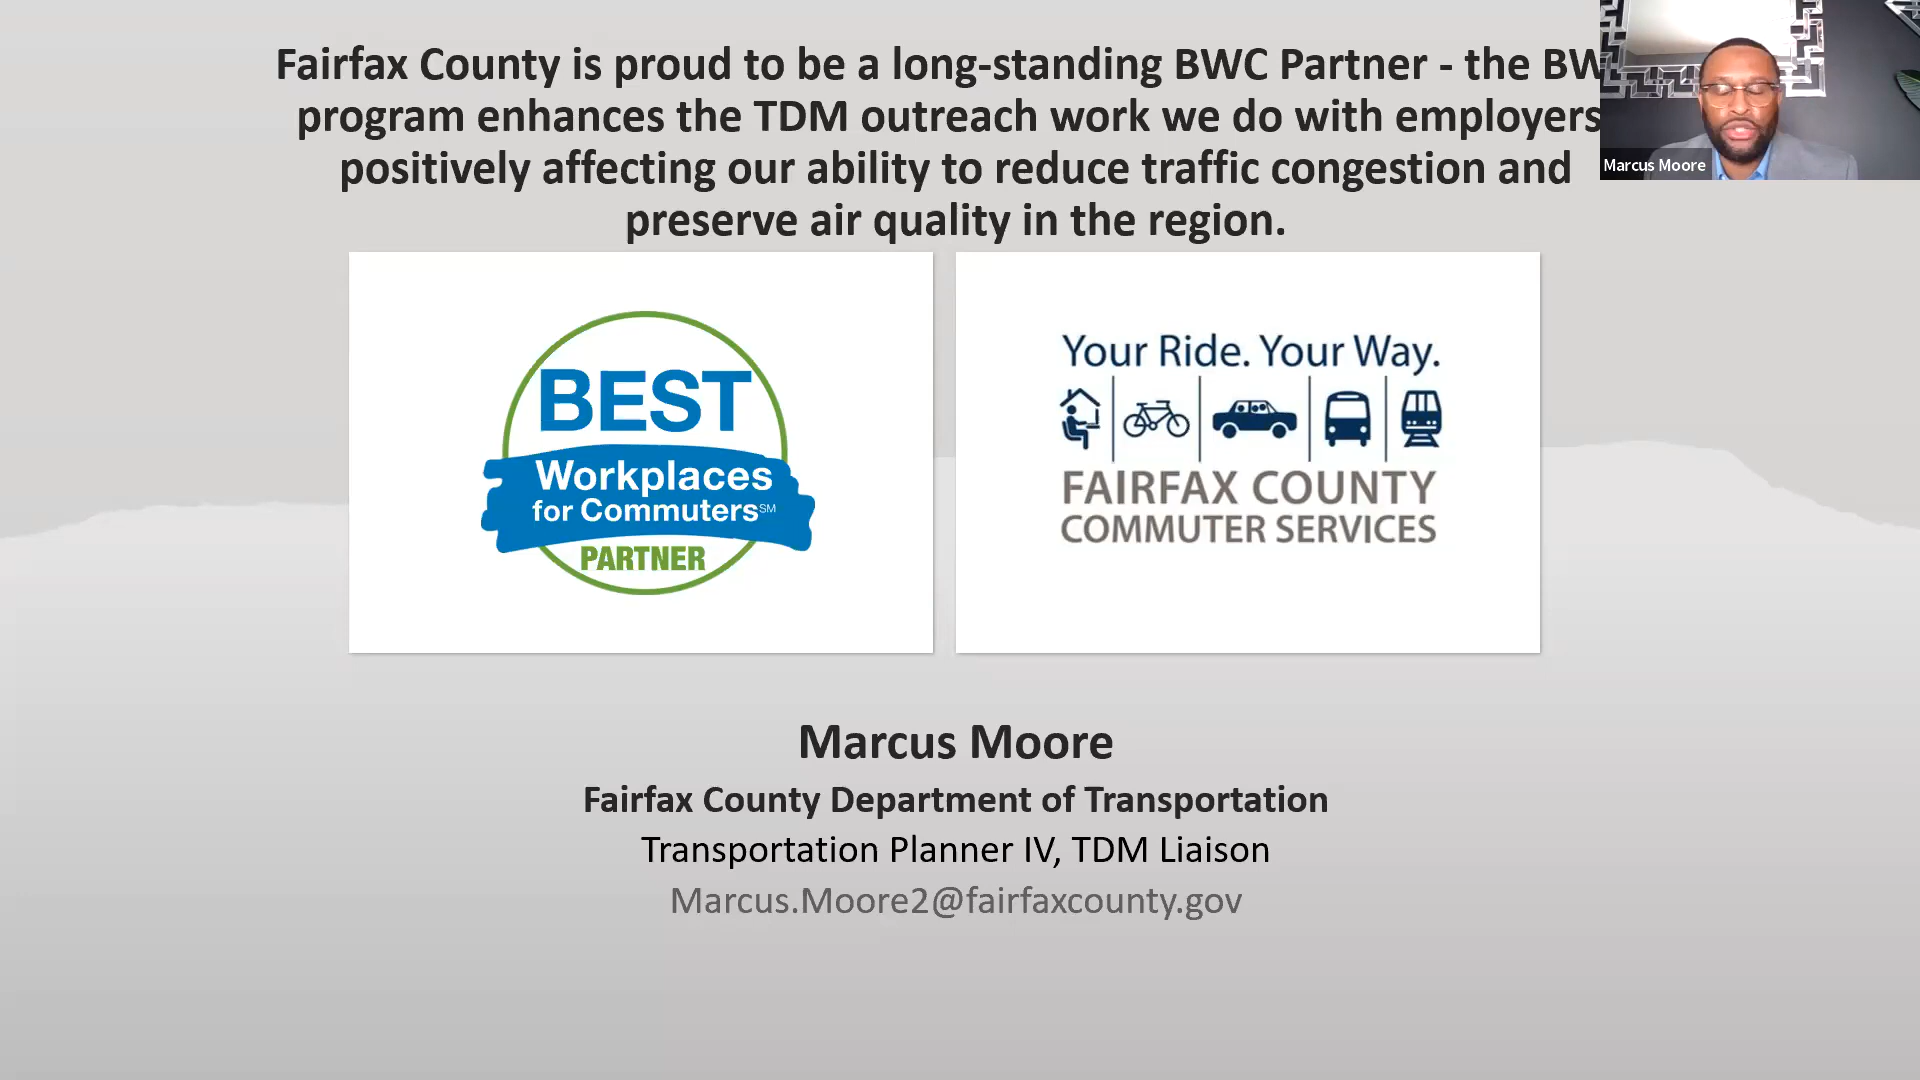 Fairfax County is proud to be a long-standing BWC Partner - the
program enhances the TDM outreach work we do with employers
positively affecting our ability to reduce traffic congestion and
preserve air quality in the region.
Marcus Moore
BEST
Workplaces
for Commuters℠
PARTNER
Your Ride. Your Way.
FAIRFAX COUNTY
COMMUTER SERVICES
Marcus Moore
Fairfax County Department of Transportation
Transportation Planner IV, TDM Liaison
Marcus.Moore2@fairfaxcounty.gov